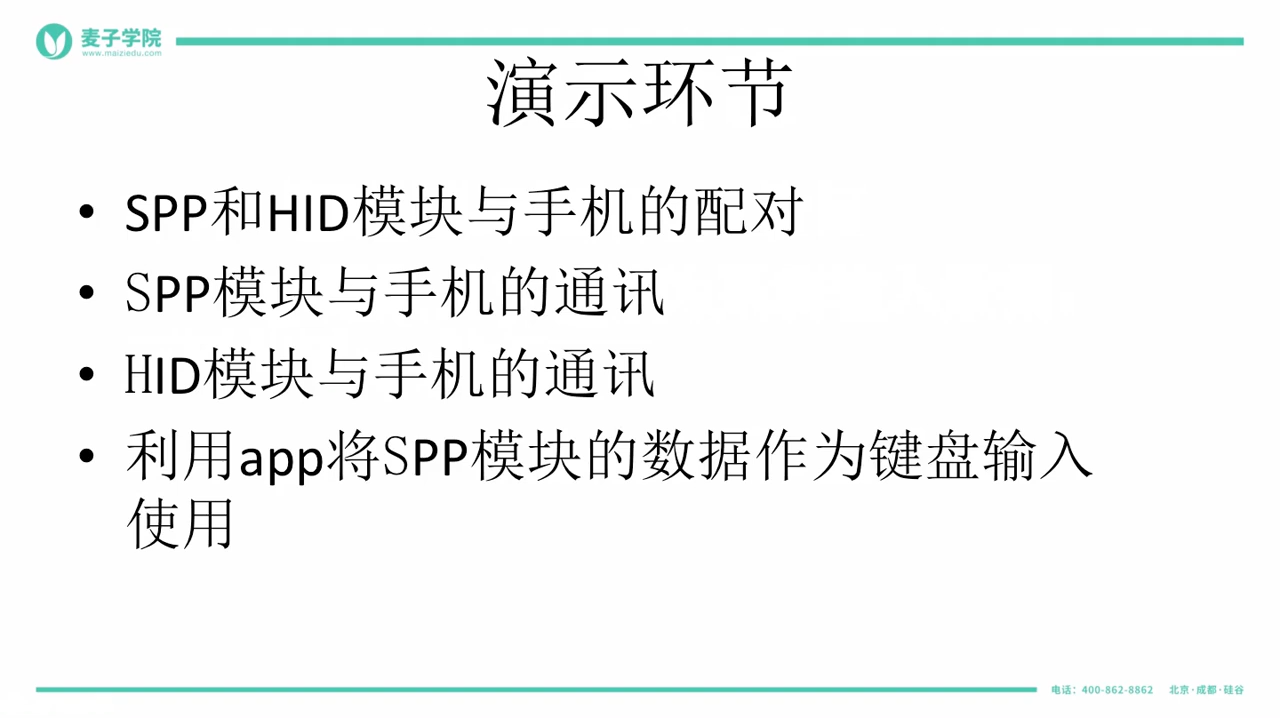 麦子学院
www.maiziedu.com
演示环节
• SPP和HID模块与手机的配对
• SPP模块与手机的通讯
• HID模块与手机的通讯
• 利用app将SPP模块的数据作为键盘输入
使用
电话：400-862-8862 北京·成都·硅谷